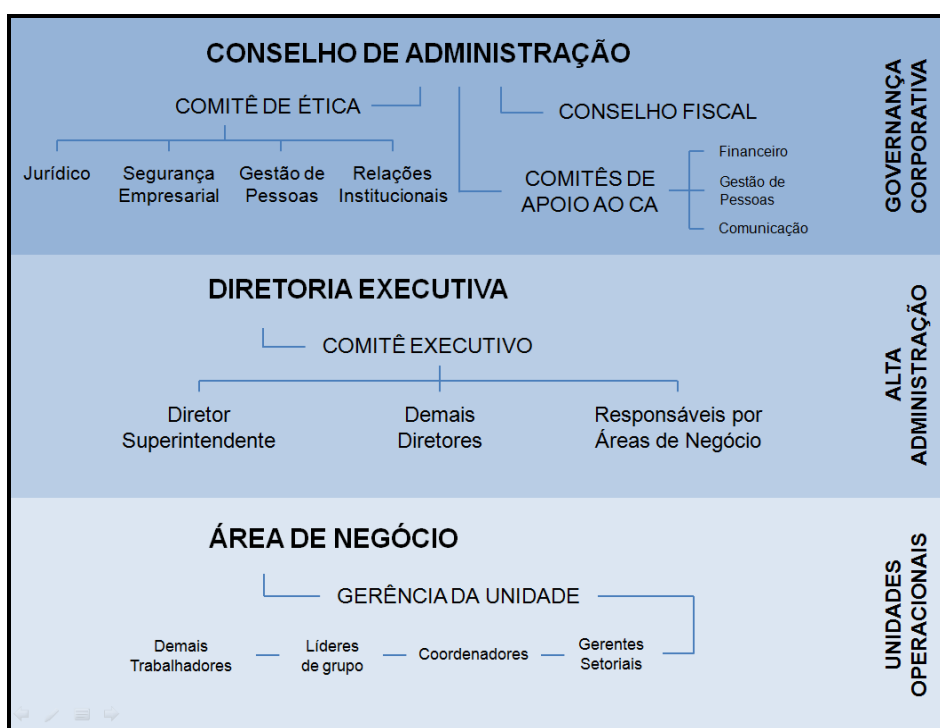 CONSELHO DE ADMINISTRAÇÃO
COMITÊ DE ÉTICA
CONSELHO FISCAL
Jurídico
Segurança
Empresarial
Gestão de
Pessoas
Relações
Institucionais
COMITÊS DE
APOIO AO CA
Financeiro
Gestão de
Pessoas
Comunicação
GOVERNANÇA
CORPORATIVA
DIRETORIA EXECUTIVA
COMITÊ EXECUTIVO
Diretor
Superintendente
Demais
Diretores
Responsáveis por
Áreas de Negócio
ALTA
ADMINISTRAÇÃO
ÁREA DE NEGÓCIO
GERÊNCIA DA UNIDADE
Demais
Trabalhadores
Líderes
de grupo
Coordenadores
Gerentes
Setoriais
UNIDADES
OPERACIONAIS